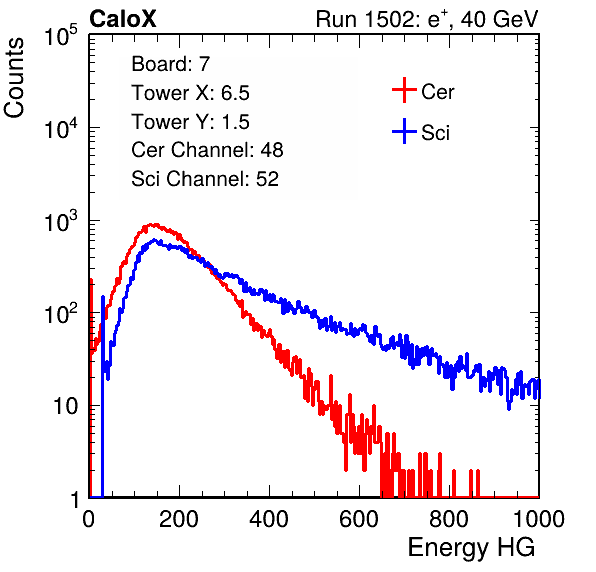 CaloX Run 1502: e⁺, 40 GeV
Board: 7
Tower X: 6.5
Tower Y: 1.5
Cer Channel: 48
Sci Channel: 52
Cer
Sci
Counts
10⁵
10⁴
10³
10²
10
1
0 200 400 600 800 1000
Energy HG